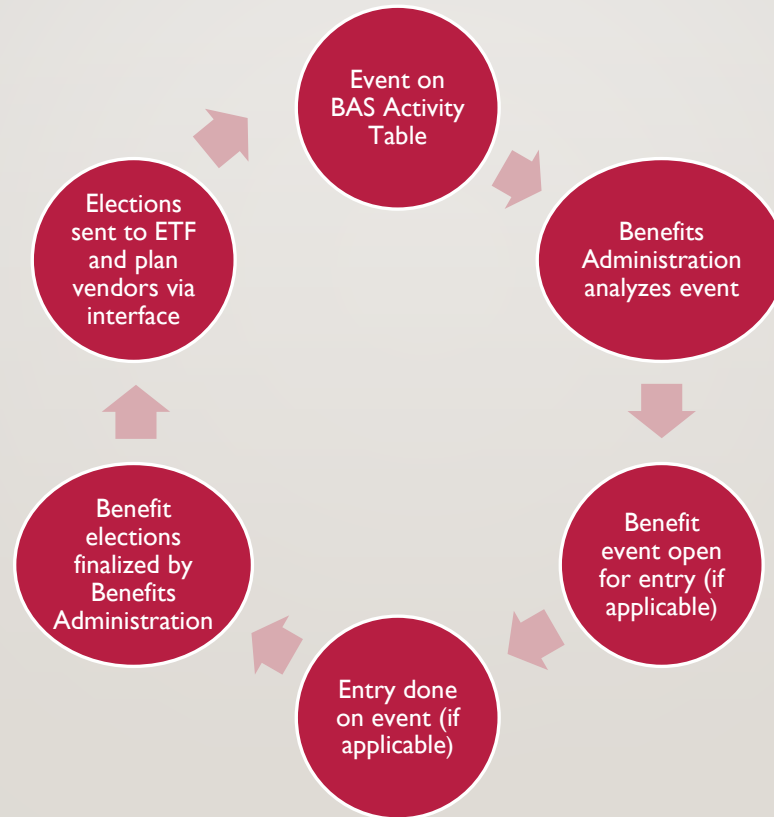 Event on
BAS Activity
Table
Benefits
Administration
analyzes event
Benefit
event open
for entry (if
applicable)
Entry done
on event (if
applicable)
Benefit
elections
finalized by
Benefits
Administration
Elections
sent to ETF
and plan
vendors via
interface